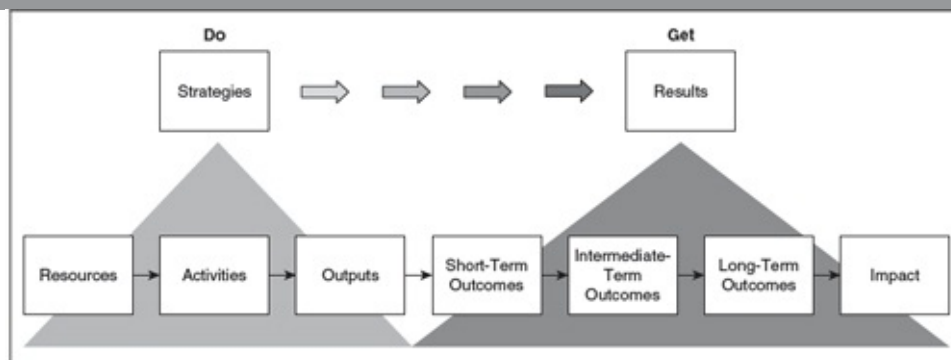 Do
Get
Strategies
Results
Resources
Activities
Outputs
Short-Term
Outcomes
Intermediate-
Term
Outcomes
Long-Term
Outcomes
Impact